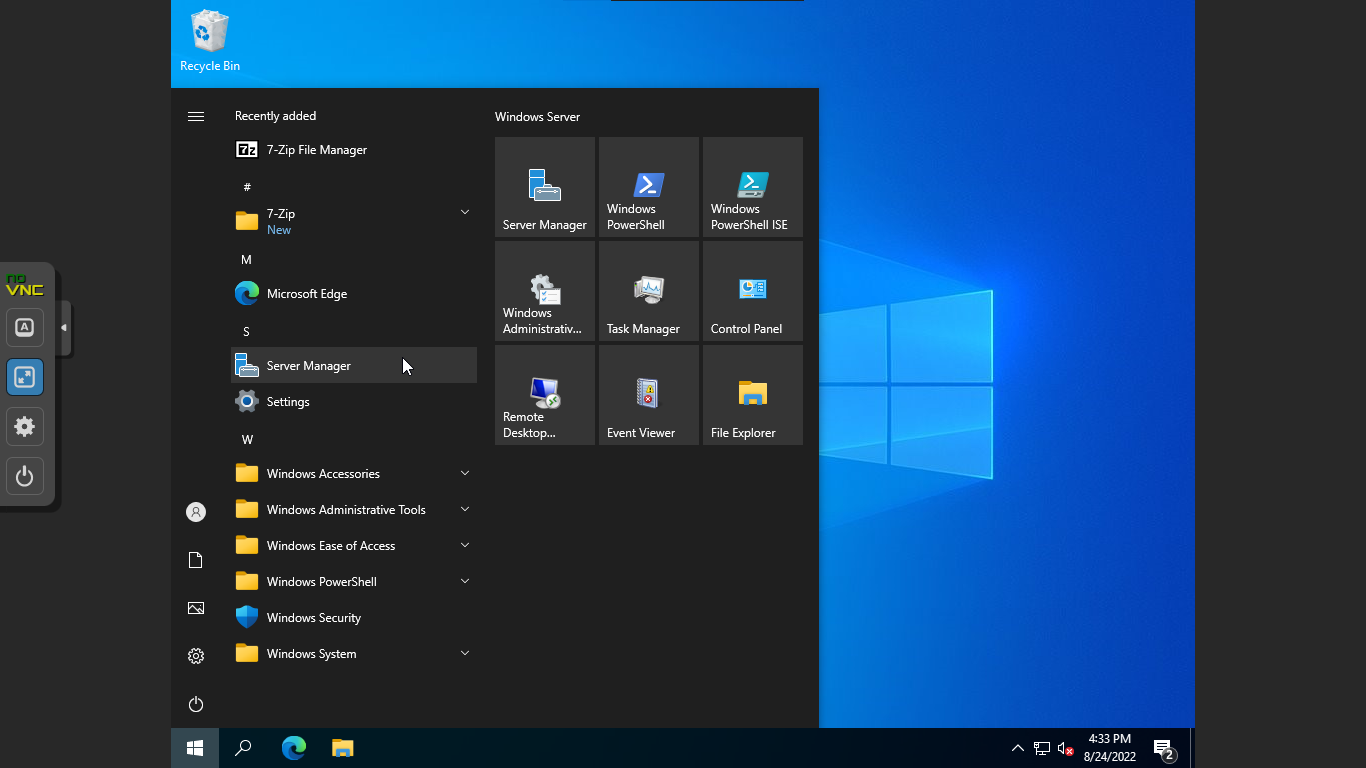 Recycle Bin
Recently added
7-Zip File Manager
#
7-Zip
New
M
Microsoft Edge
S
Server Manager
Settings
W
Windows Accessories
Windows Administrative Tools
Windows Ease of Access
Windows PowerShell
Windows Security
Windows System
Windows Server
Server Manager
Windows
PowerShell
Windows
PowerShell ISE
Windows
Administrativ...
Task Manager
Control Panel
Remote
Desktop...
Event Viewer
File Explorer
no
VNC
A
7z
4:33 PM
8/24/2022
2